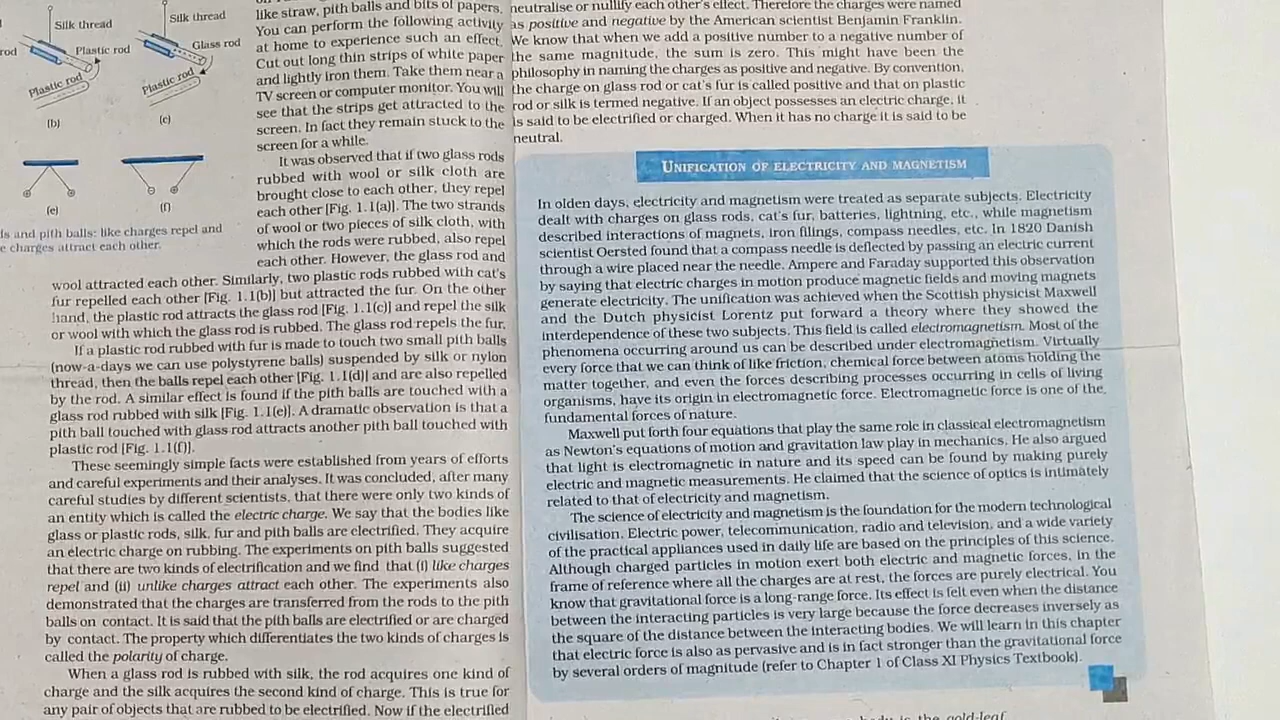 Silk thread
Silk thread
rod
Plastic rod
Glass rod
Plastic rod
Plastic rod
(b)
(c)
(e)
(f)
ds and pith balls: like charges repel and
e charges attract each other.
like straw, pith balls and bits of papers.
You can perform the following activity
at home to experience such an effect.
Cut out long thin strips of white paper
and lightly iron them. Take them near a
TV screen or computer monitor. You will
see that the strips get attracted to the
screen. In fact they remain stuck to the
screen for a while.
It was observed that if two glass rods
rubbed with wool or silk cloth are
brought close to each other, they repel
each other [Fig. 1.1(a)]. The two strands
of wool or two pieces of silk cloth, with
which the rods were rubbed, also repel
each other. However, the glass rod and
wool attracted each other. Similarly, two plastic rods rubbed with cat's
fur repelled each other [Fig. 1.1(b)] but attracted the fur. On the other
hand, the plastic rod attracts the glass rod [Fig. 1.1(c)] and repel the silk
or wool with which the glass rod is rubbed. The glass rod repels the fur.
If a plastic rod rubbed with fur is made to touch two small pith balls
(now-a-days we can use polystyrene balls) suspended by silk or nylon
thread, then the balls repel each other [Fig. 1.1(d)] and are also repelled
by the rod. A similar effect is found if the pith balls are touched with a
glass rod rubbed with silk [Fig. 1.1(e)]. A dramatic observation is that a
pith ball touched with glass rod attracts another pith ball touched with
plastic rod [Fig. 1.1(f)].
These seemingly simple facts were established from years of efforts
and careful experiments and their analyses. It was concluded, after many
careful studies by different scientists, that there were only two kinds of
an entity which is called the electric charge. We say that the bodies like
glass or plastic rods, silk, fur and pith balls are electrified. They acquire
an electric charge on rubbing. The experiments on pith balls suggested
that there are two kinds of electrification and we find that (i) like charges
repel and (ii) unlike charges attract each other. The experiments also
demonstrated that the charges are transferred from the rods to the pith
balls on contact. It is said that the pith balls are electrified or are charged
by contact. The property which differentiates the two kinds of charges is
called the polarity of charge.
When a glass rod is rubbed with silk, the rod acquires one kind of
charge and the silk acquires the second kind of charge. This is true for
any pair of objects that are rubbed to be electrified. Now if the electrified
neutralise or nullify each other's effect. Therefore the charges were named
as positive and negative by the American scientist Benjamin Franklin.
We know that when we add a positive number to a negative number of
the same magnitude, the sum is zero. This might have been the
philosophy in naming the charges as positive and negative. By convention,
the charge on glass rod or cat's fur is called positive and that on plastic
rod or silk is termed negative. If an object possesses an electric charge, it
is said to be electrified or charged. When it has no charge it is said to be
neutral.
UNIFICATION OF ELECTRICITY AND MAGNETISM
In olden days, electricity and magnetism were treated as separate subjects. Electricity
dealt with charges on glass rods, cat's fur, batteries, lightning, etc., while magnetism
described interactions of magnets, iron filings, compass needles, etc. In 1820 Danish
scientist Oersted found that a compass needle is deflected by passing an electric current
through a wire placed near the needle. Ampere and Faraday supported this observation
by saying that electric charges in motion produce magnetic fields and moving magnets
generate electricity. The unification was achieved when the Scottish physicist Maxwell
and the Dutch physicist Lorentz put forward a theory where they showed the
interdependence of these two subjects. This field is called electromagnetism. Most of the
phenomena occurring around us can be described under electromagnetism. Virtually
every force that we can think of like friction, chemical force between atoms holding the
matter together, and even the forces describing processes occurring in cells of living
organisms, have its origin in electromagnetic force. Electromagnetic force is one of the
fundamental forces of nature.
Maxwell put forth four equations that play the same role in classical electromagnetism
as Newton's equations of motion and gravitation law play in mechanics. He also argued
that light is electromagnetic in nature and its speed can be found by making purely
electric and magnetic measurements. He claimed that the science of optics is intimately
related to that of electricity and magnetism.
The science of electricity and magnetism is the foundation for the modern technological
civilisation. Electric power, telecommunication, radio and television, and a wide variety
of the practical appliances used in daily life are based on the principles of this science.
Although charged particles in motion exert both electric and magnetic forces, in the
frame of reference where all the charges are at rest, the forces are purely electrical. You
know that gravitational force is a long-range force. Its effect is felt even when the distance
between the interacting particles is very large because the force decreases inversely as
the square of the distance between the interacting bodies. We will learn in this chapter
that electric force is also as pervasive and is in fact stronger than the gravitational force
by several orders of magnitude (refer to Chapter 1 of Class XI Physics Textbook).
body is the gold-leaf